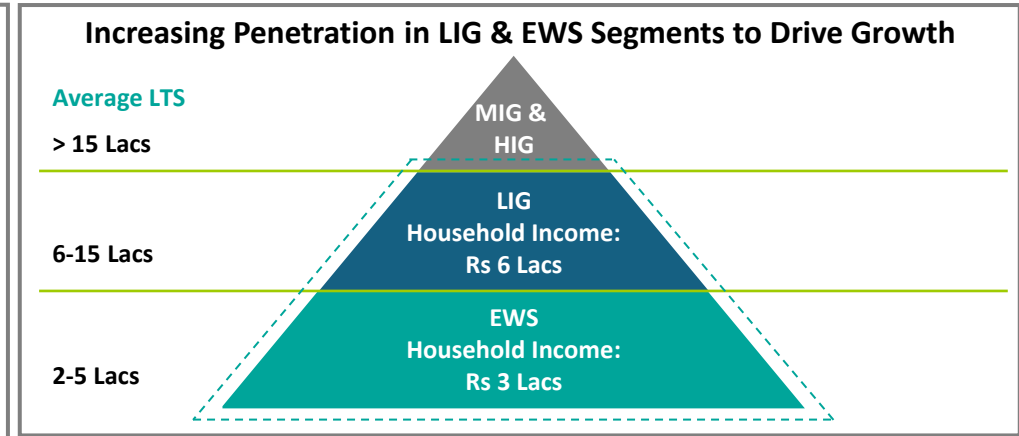 Increasing Penetration in LIG & EWS Segments to Drive Growth
Average LTS
> 15 Lacs
MIG &
HIG
6-15 Lacs
LIG
Household Income:
Rs 6 Lacs
2-5 Lacs
EWS
Household Income:
Rs 3 Lacs